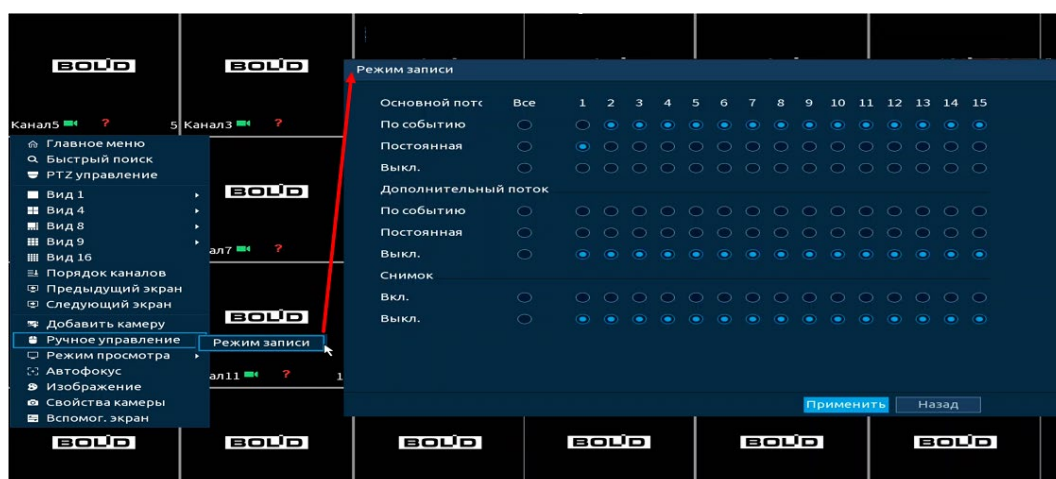 BOLID
BOLID
Канал5 ? 5
Канал3 ?
Главное меню
Быстрый поиск
PTZ управление
Вид 1
Вид 4
Вид 8
Вид 9
Вид 16
Порядок каналов
Предыдущий экран
Следующий экран
Добавить камеру
Ручное управление
Режим просмотра
Автофокус
Изображение
Свойства камеры
Вспомог. экран
Режим записи
BOLID
ал7 ?
BOLID
ал11 ? 1
Режим записи
Основной пото Все 1 2 3 4 5 6 7 8 9 10 11 12 13 14 15
По событию
Постоянная
Выкл.
Дополнительный поток
По событию
Постоянная
Выкл.
Снимок
Вкл.
Выкл.
Применить Назад
BOLID BOLID BOLID BOLID BOLID BOLID